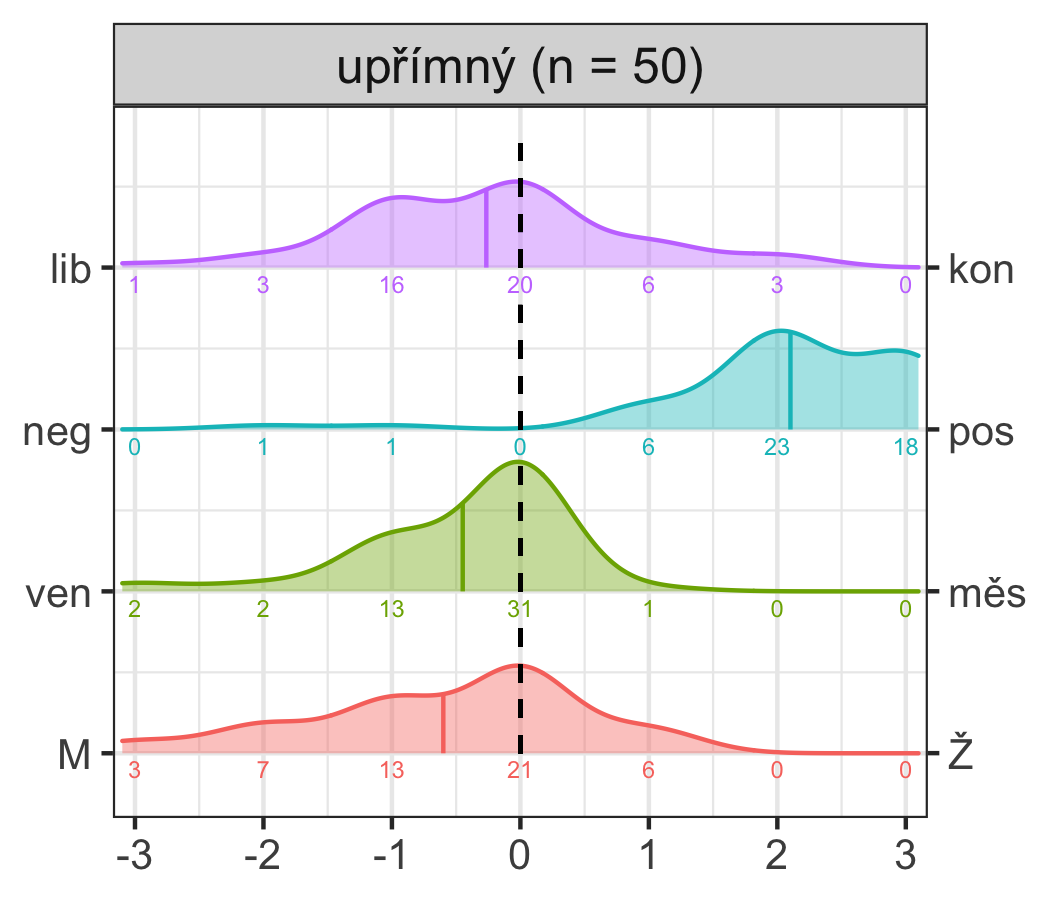 upřímný (n = 50)
lib kon
1 3 16 20 6 3 0
neg pos
0 1 1 0 6 23 18
ven měs
2 2 13 31 1 0 0
M Ž
3 7 13 21 6 0 0
-3 -2 -1 0 1 2 3